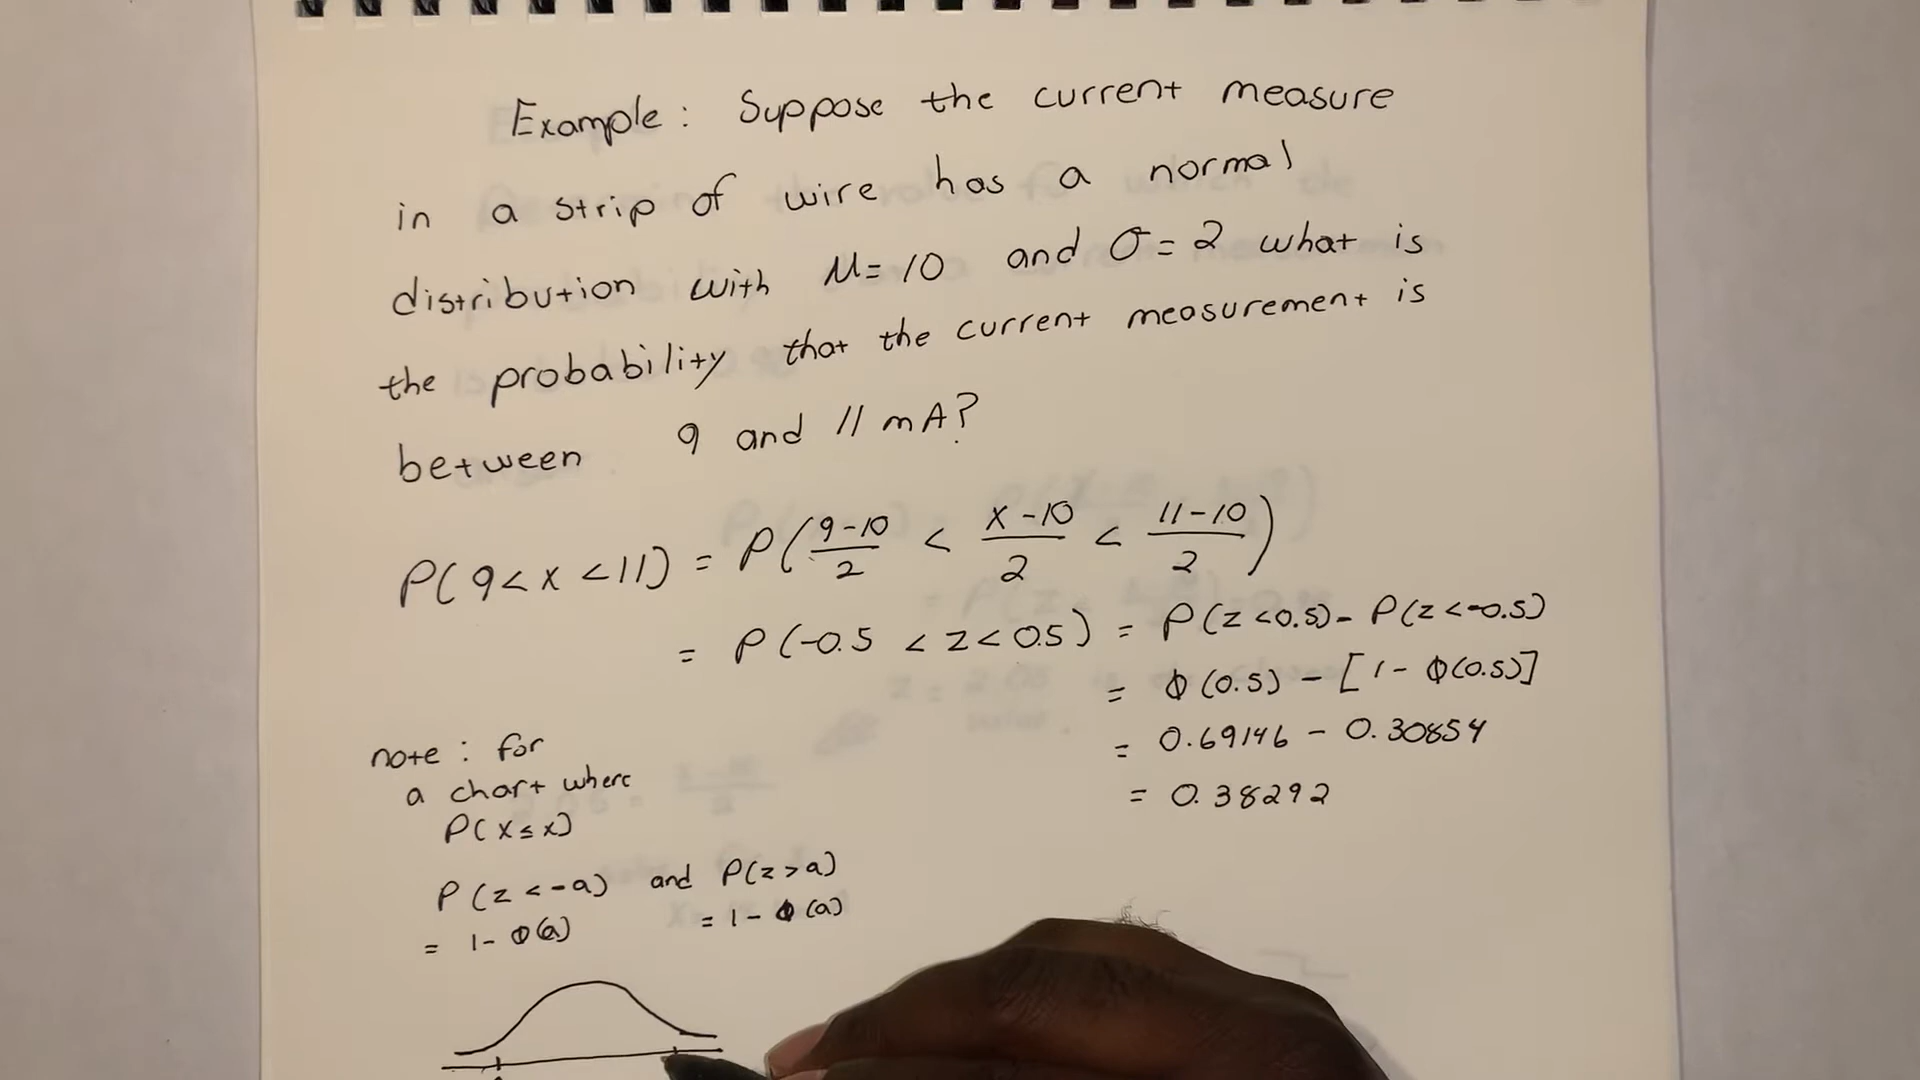 Example: Suppose the current measure
in a strip of wire has a normal
distribution with μ=10 and σ=2 what is
the probability that the current measurement is
between 9 and 11 mA?
P(9<x<11) = P(9-10/2 < x-10/2 < 11-10/2)
= P(-0.5 < z < 0.5) = P(z<0.5) - P(z<-0.5)
= Φ(0.5) - [1 - Φ(0.5)]
= 0.69146 - 0.30854
= 0.38292
note: for
a chart where
P(X≤x)
P(z<-a) and P(z>a)
= 1-Φ(a) = 1-Φ(a)